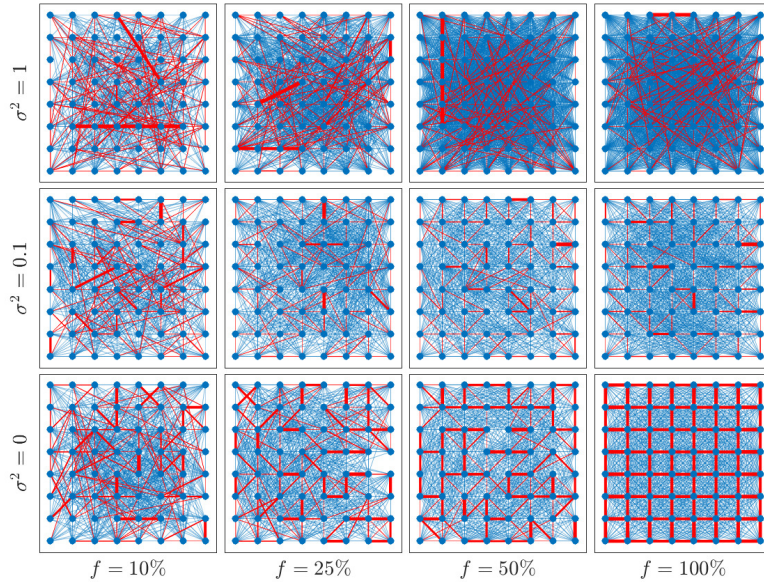 σ² = 1
σ² = 0.1
σ² = 0
f = 10%
f = 25%
f = 50%
f = 100%